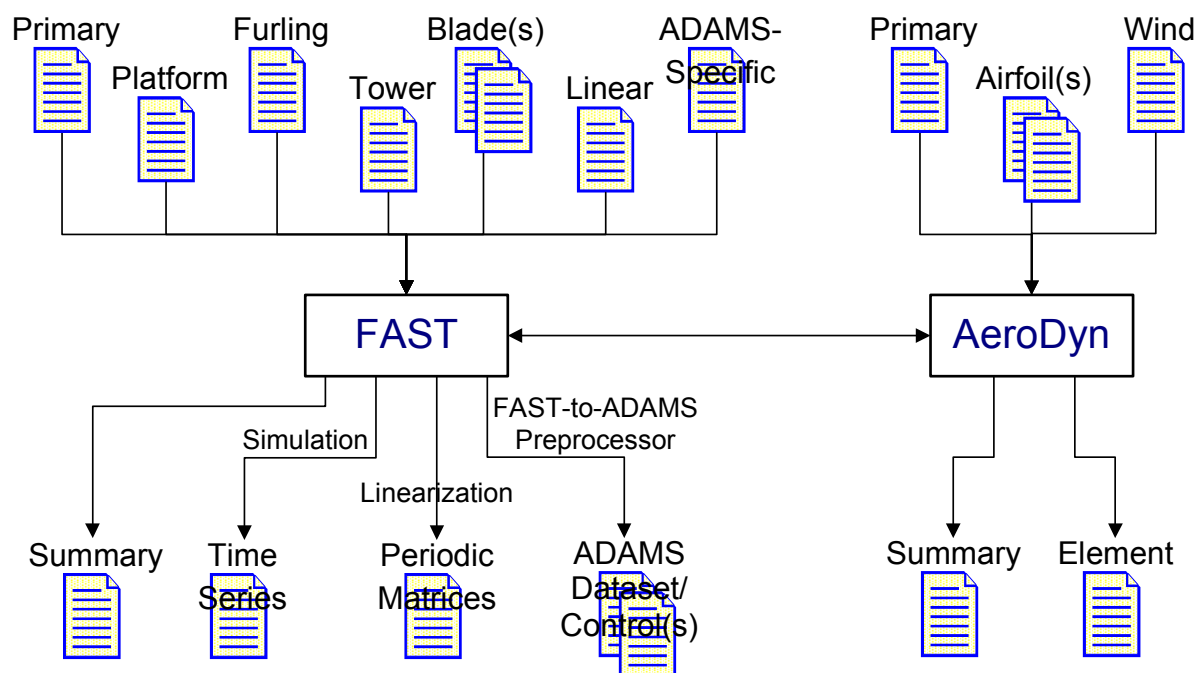 Primary
Furling
Blade(s)
ADAMS-
Specific
Primary
Wind
Platform
Tower
Linear
Airfoil(s)
FAST
AeroDyn
FAST-to-ADAMS
Preprocessor
Simulation
Linearization
Summary
Time
Series
Periodic
Matrices
ADAMS
Dataset/
Control(s)
Summary
Element